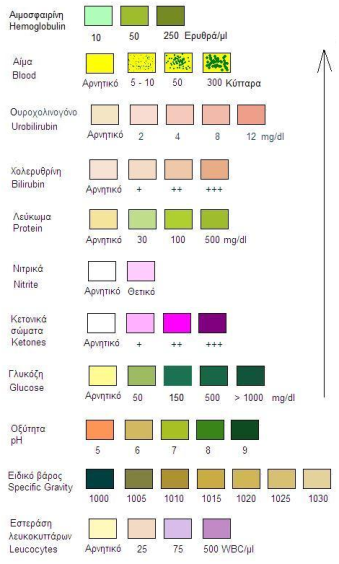 Αιμοσφαιρίνη
Hemoglobulin
10 50 250 Ερυθρά/μl
Αίμα
Blood
Αρνητικό 5 - 10 50 300 Κύτταρα
Ουροχολινογόνο
Urobilirubin
Αρνητικό 2 4 8 12 mg/dl
Χολερυθρίνη
Bilirubin
Αρνητικό + ++ +++
Λεύκωμα
Protein
Αρνητικό 30 100 500 mg/dl
Νιτρικά
Nitrite
Αρνητικό Θετικό
Κετονικά
σώματα
Ketones
Αρνητικό + ++ +++
Γλυκόζη
Glucose
Αρνητικό 50 150 500 > 1000 mg/dl
Οξύτητα
pH
5 6 7 8 9
Ειδικό βάρος
Specific Gravity
1000 1005 1010 1015 1020 1025 1030
Εστεράση
λευκοκυττάρων
Leucocytes
Αρνητικό 25 75 500 WBC/μl